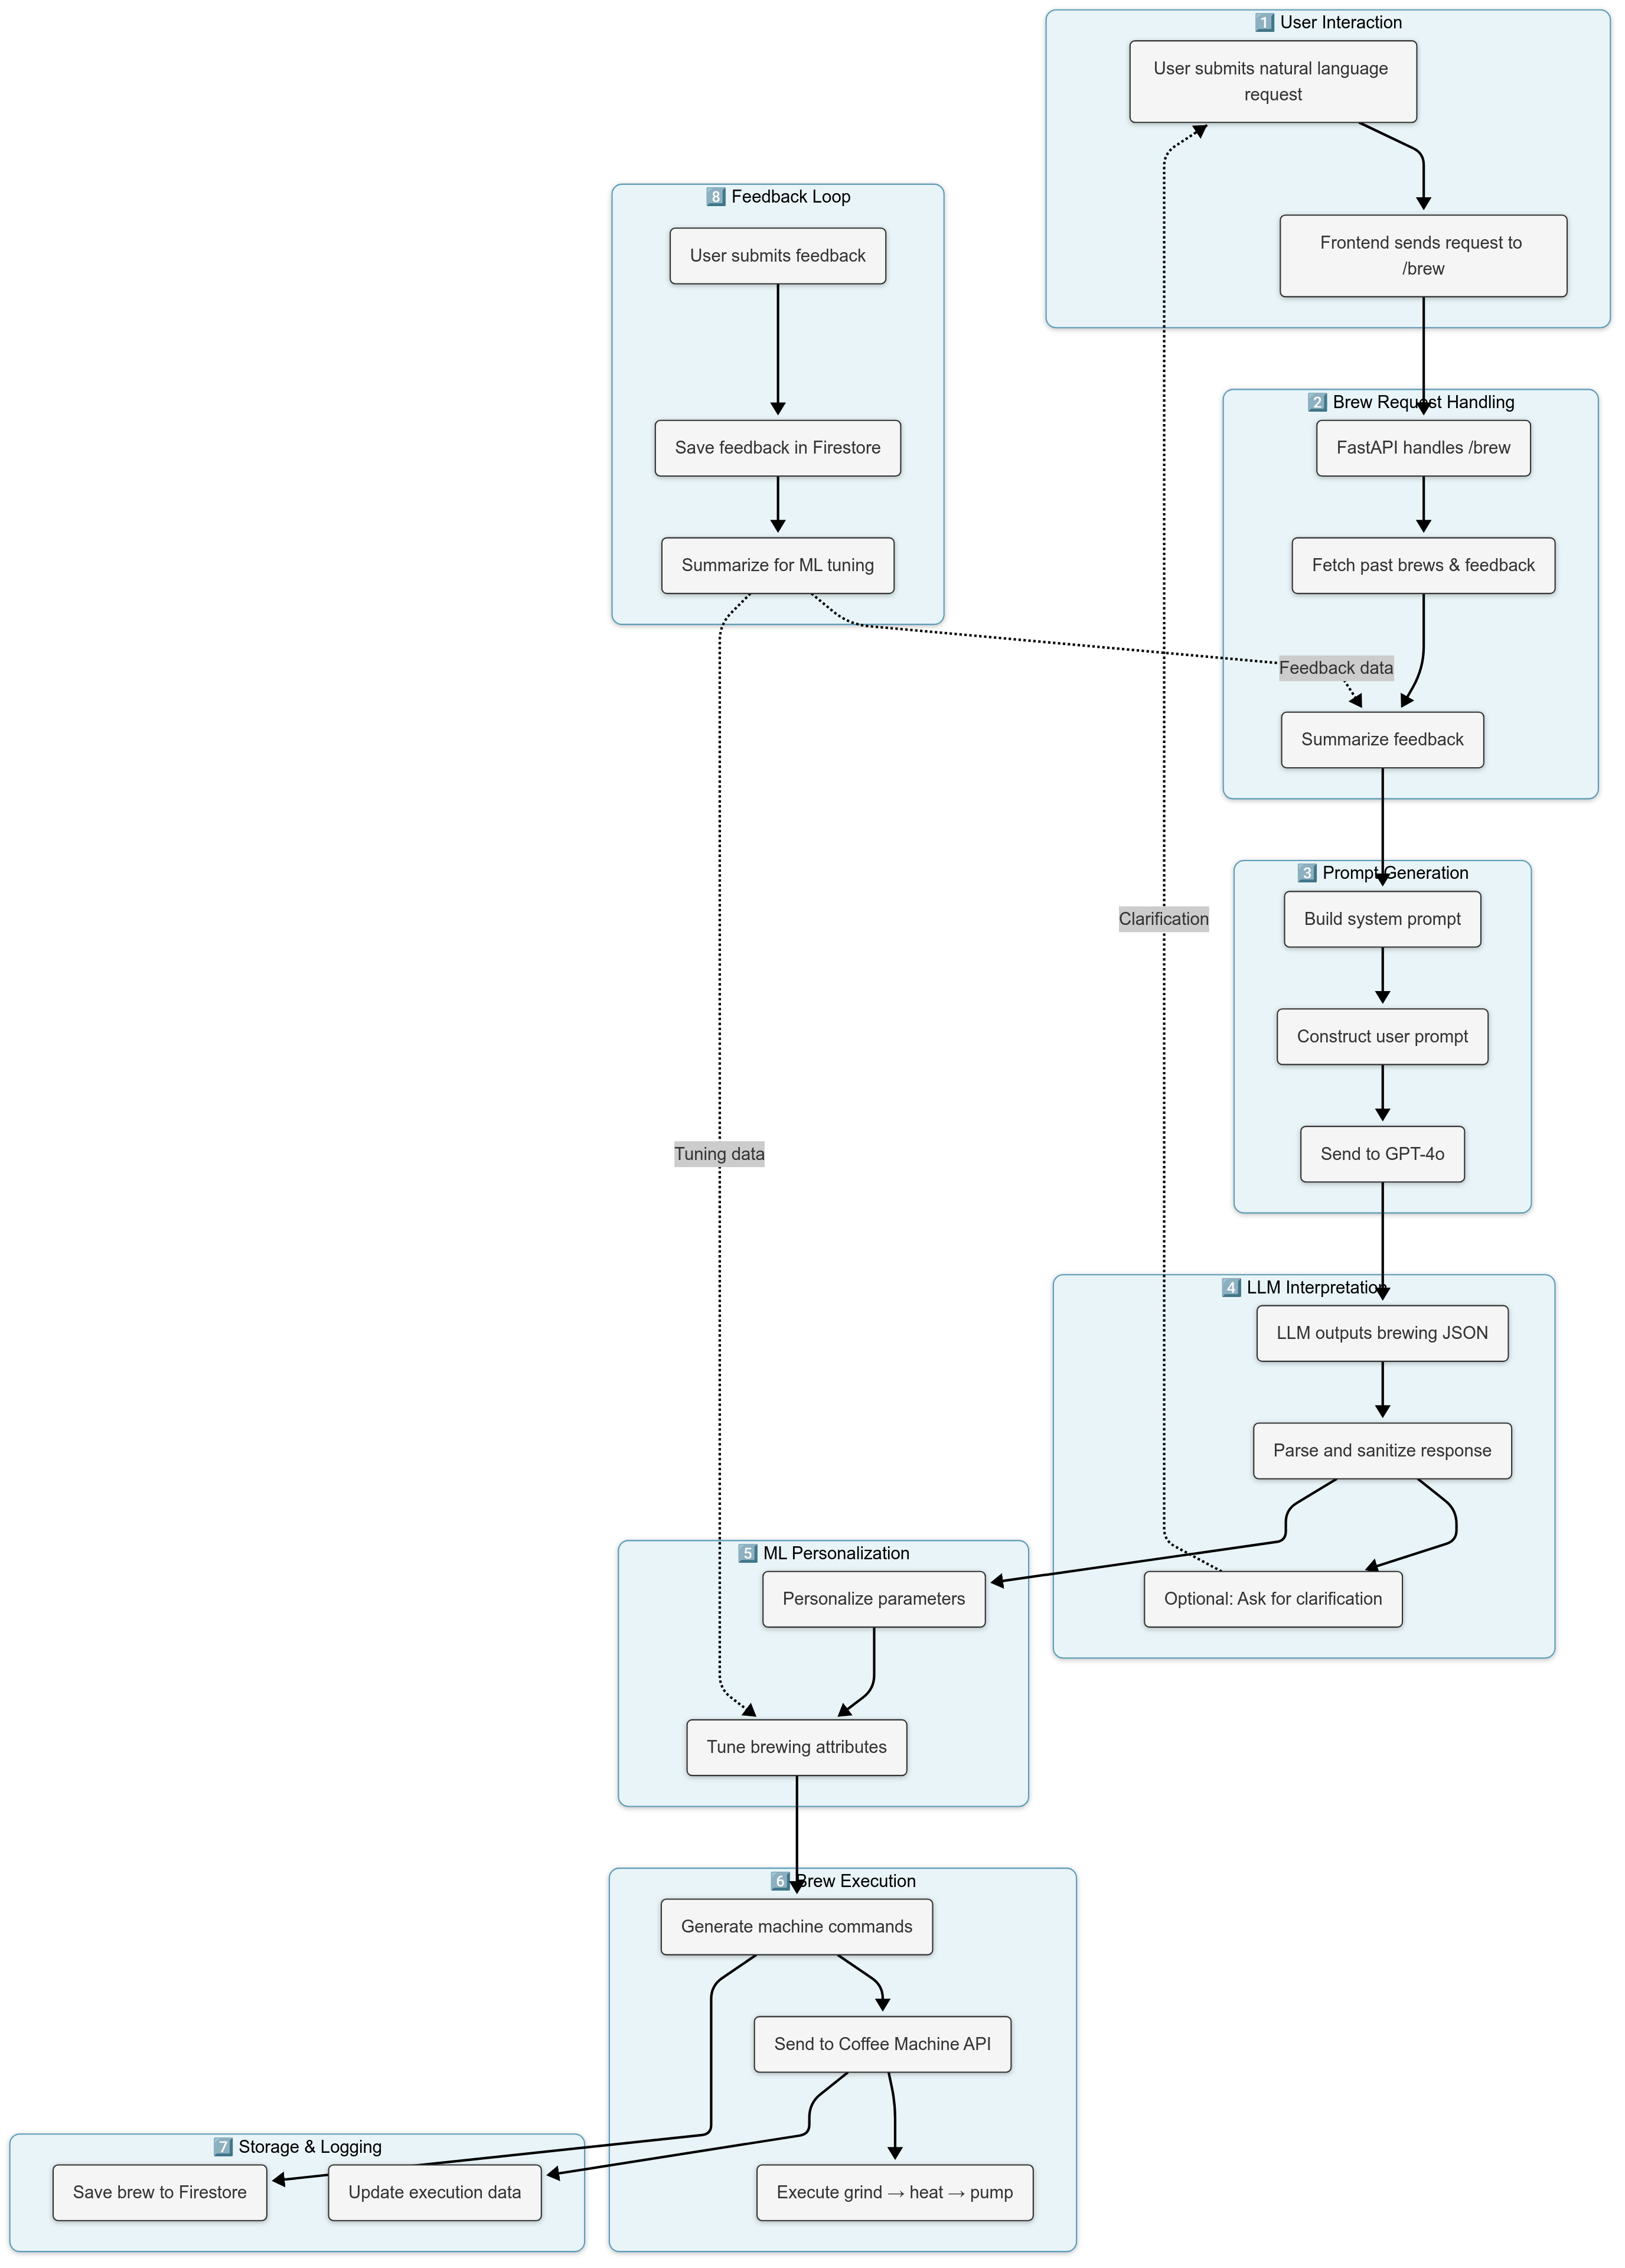 1 User Interaction
User submits natural language
request
Frontend sends request to
/brew
8 Feedback Loop
User submits feedback
Save feedback in Firestore
Summarize for ML tuning
2 Brew Request Handling
FastAPI handles /brew
Fetch past brews & feedback
Feedback data
Summarize feedback
3 Prompt Generation
Build system prompt
Clarification
Construct user prompt
Send to GPT-4o
Tuning data
4 LLM Interpretation
LLM outputs brewing JSON
Parse and sanitize response
Optional: Ask for clarification
5 ML Personalization
Personalize parameters
Tune brewing attributes
6 Brew Execution
Generate machine commands
Send to Coffee Machine API
Execute grind → heat → pump
7 Storage & Logging
Save brew to Firestore
Update execution data